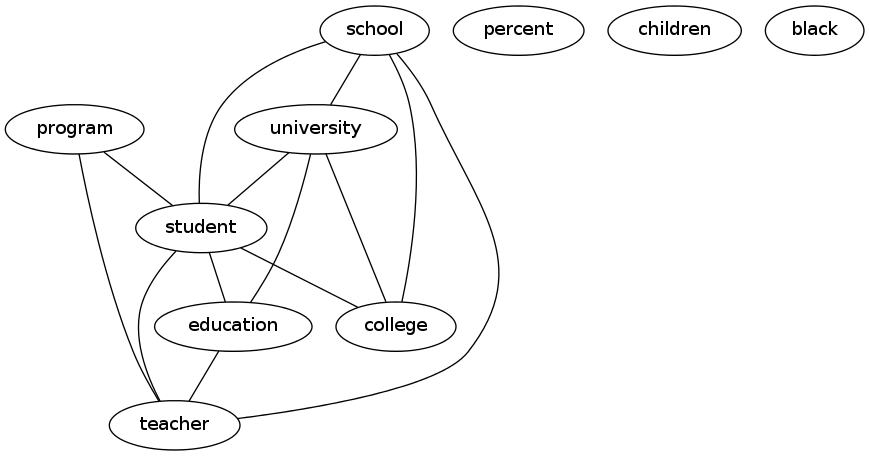 school
percent
children
black
program
university
student
education
college
teacher